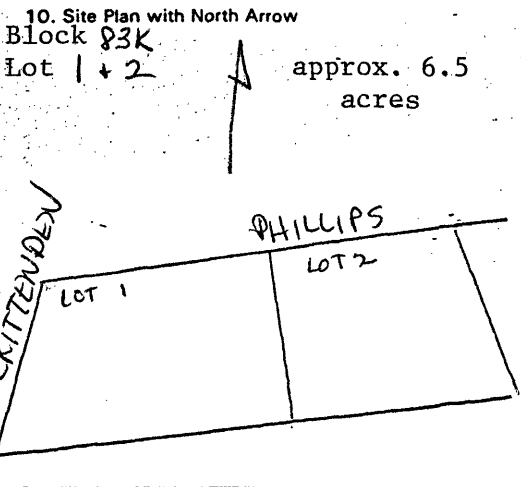 10. Site Plan with North Arrow
Block 83K
Lot 1 + 2
approx. 6.5
acres
CRITTENDEN
PHILLIPS
LOT 1
LOT 2